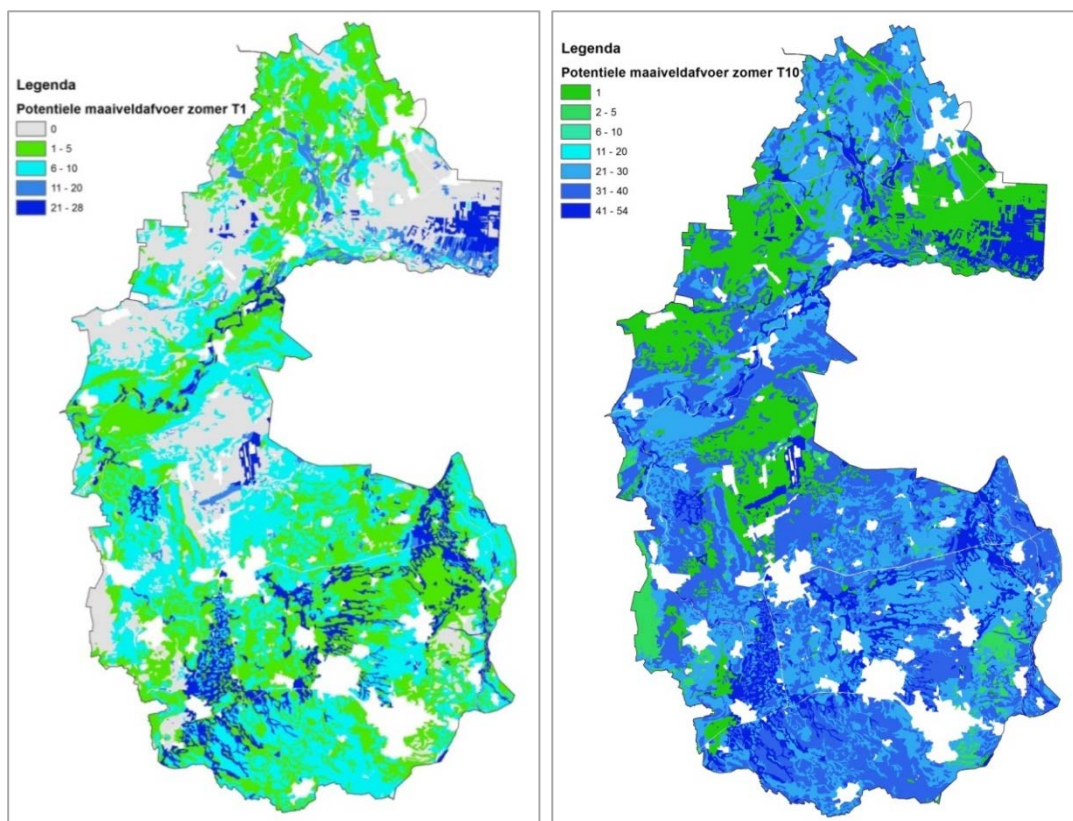 Legenda
Potentiele maaiveldafvoer zomer T1
0
1 - 5
6 - 10
11 - 20
21 - 28
Legenda
Potentiele maaiveldafvoer zomer T10
1
2 - 5
6 - 10
11 - 20
21 - 30
31 - 40
41 - 54